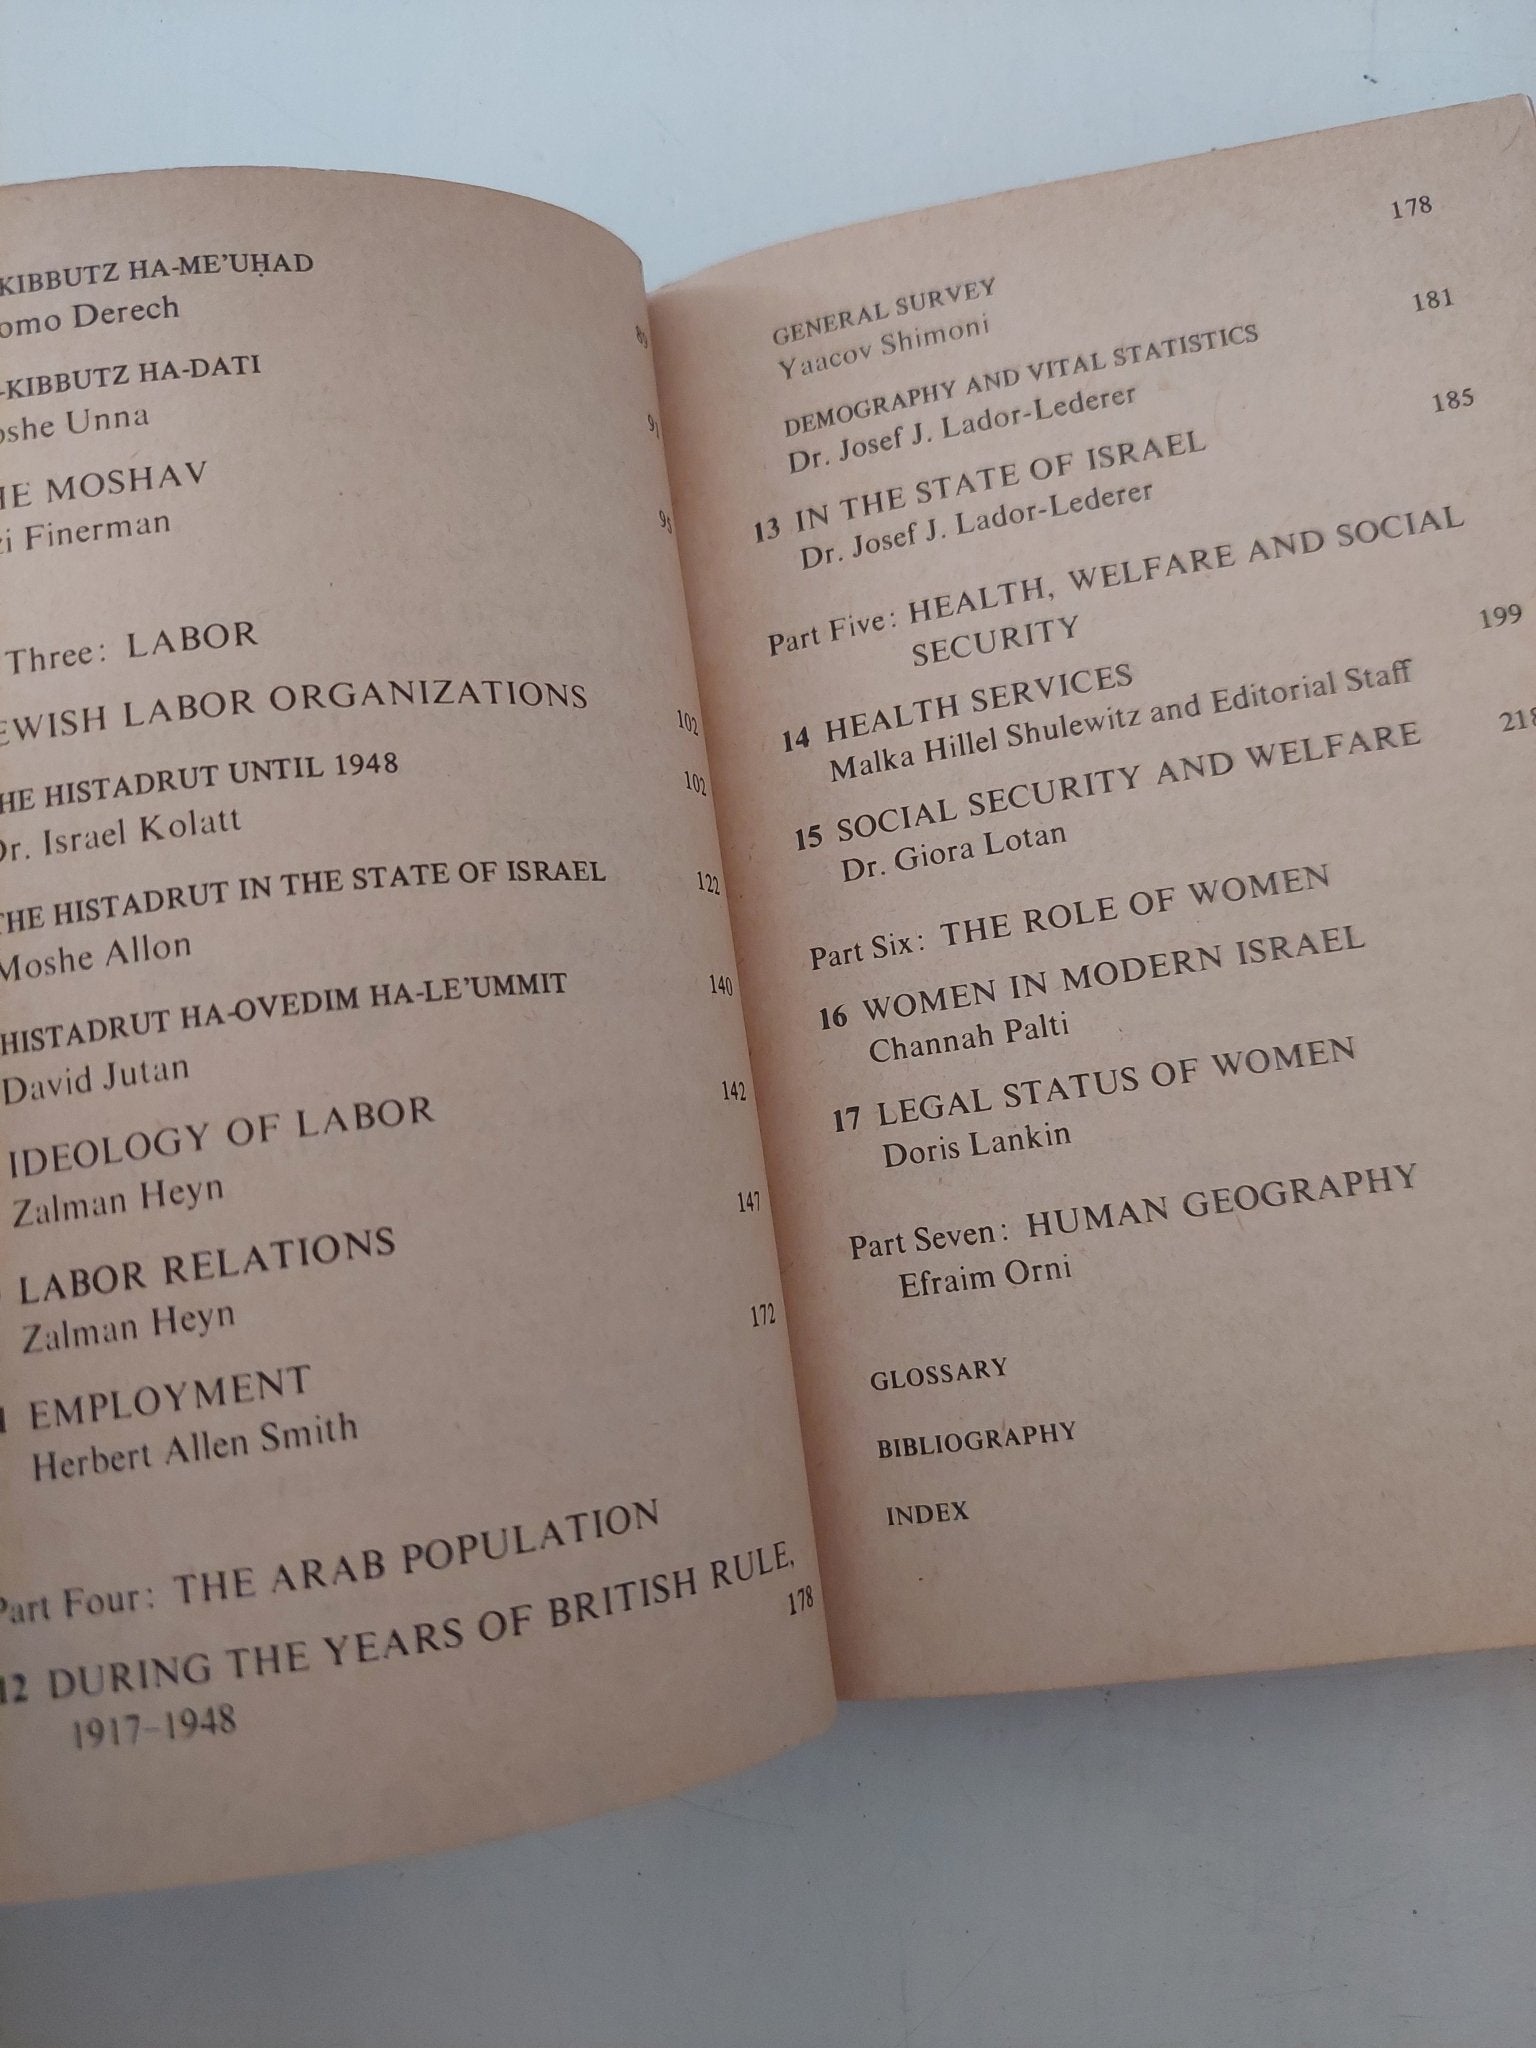 KIBBUTZ HA-ME'UḤAD 89
Derech
-KIBBUTZ HA-DATI 91
Unna
MOSHAV 95
Finerman
Three: LABOR
LABOR ORGANIZATIONS 102
HISTADRUT UNTIL 1948 102
Israel Kolatt
THE HISTADRUT IN THE STATE OF ISRAEL 122
Moshe Allon
HISTADRUT HA-OVEDIM HA-LE'UMMIT 140
David Jutan
IDEOLOGY OF LABOR 142
Zalman Heyn
LABOR RELATIONS 147
Zalman Heyn
EMPLOYMENT 172
Herbert Allen Smith
Part Four: THE ARAB POPULATION
12 DURING THE YEARS OF BRITISH RULE,
1917–1948 178
GENERAL SURVEY 178
Yaacov Shimoni
DEMOGRAPHY AND VITAL STATISTICS 181
Dr. Josef J. Lador-Lederer
13 IN THE STATE OF ISRAEL 185
Dr. Josef J. Lador-Lederer
Part Five: HEALTH, WELFARE AND SOCIAL
SECURITY
14 HEALTH SERVICES 199
Malka Hillel Shulewitz and Editorial Staff
15 SOCIAL SECURITY AND WELFARE 218
Dr. Giora Lotan
Part Six: THE ROLE OF WOMEN
16 WOMEN IN MODERN ISRAEL
Channah Palti
17 LEGAL STATUS OF WOMEN
Doris Lankin
Part Seven: HUMAN GEOGRAPHY
Efraim Orni
GLOSSARY
BIBLIOGRAPHY
INDEX